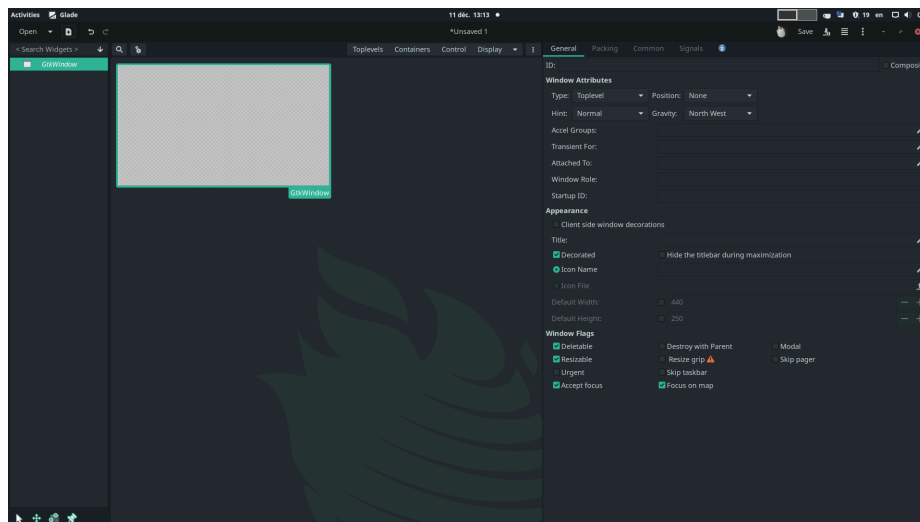 Activities Glade 11 déc. 13:13 19 en
Open *Unsaved 1 Save
< Search Widgets > Toplevels Containers Control Display General Packing Common Signals
GtkWindow
GtkWindow
ID: Composi
Window Attributes
Type: Toplevel Position: None
Hint: Normal Gravity: North West
Accel Groups:
Transient For:
Attached To:
Window Role:
Startup ID:
Appearance
Client side window decorations
Title:
Decorated Hide the titlebar during maximization
Icon Name
Icon File
Default Width: 440
Default Height: 250
Window Flags
Deletable Destroy with Parent Modal
Resizable Resize grip Skip pager
Urgent Skip taskbar
Accept focus Focus on map